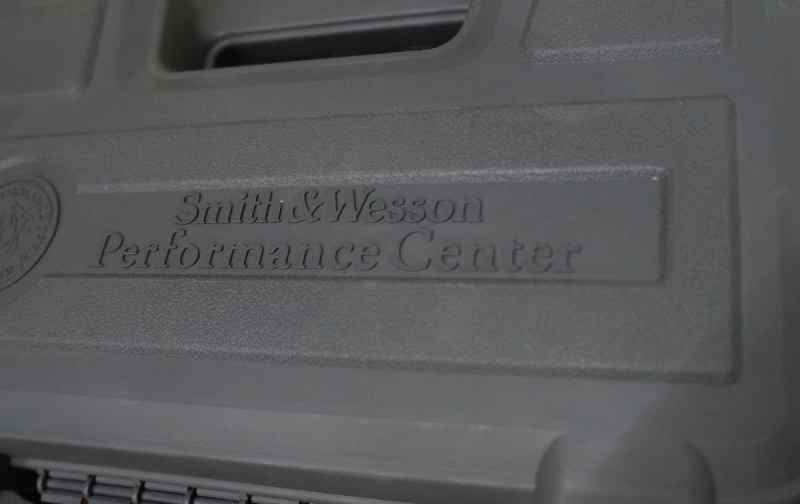 Smith & Wesson
Performance Center